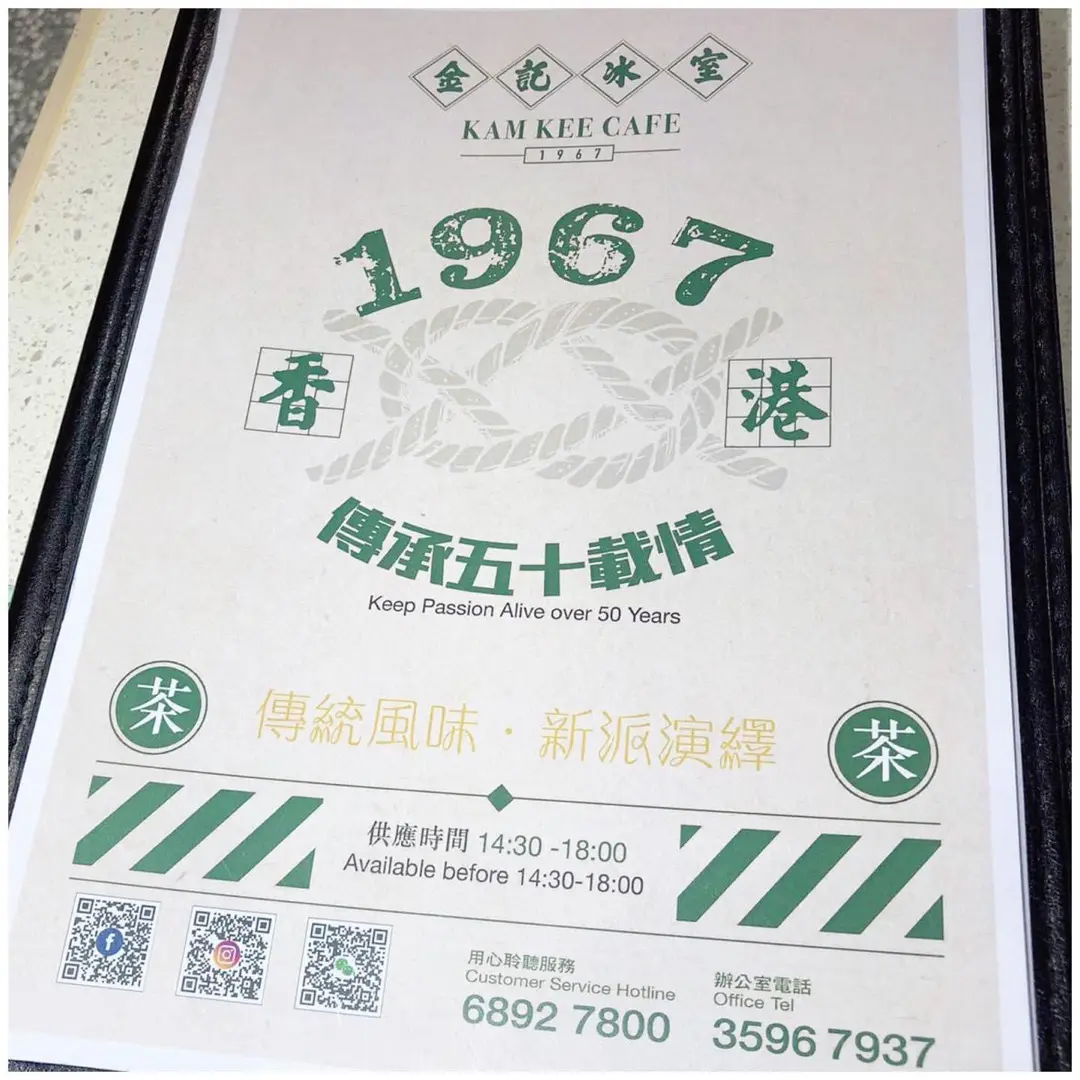 金記冰室
KAM KEE CAFE
1967
1967
香港
傳承五十載情
Keep Passion Alive over 50 Years
茶 傳統風味·新派演繹 茶
供應時間 14:30 -18:00
Available before 14:30-18:00
用心聆聽服務
Customer Service Hotline
6892 7800
辦公室電話
Office Tel
3596 7937